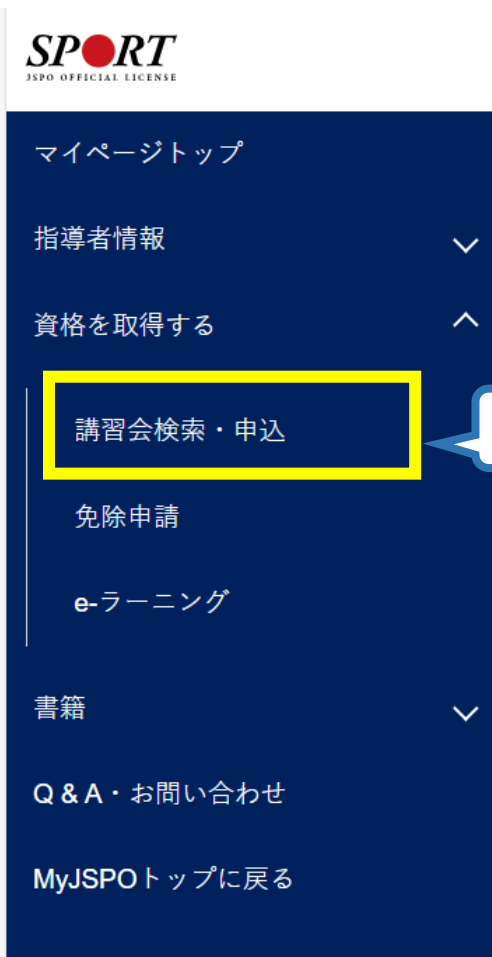 SPORT
JSPO OFFICIAL LICENSE
マイページトップ
指導者情報
資格を取得する
講習会検索・申込
免除申請
e-ラーニング
書籍
Q & A・お問い合わせ
MyJSPOトップに戻る